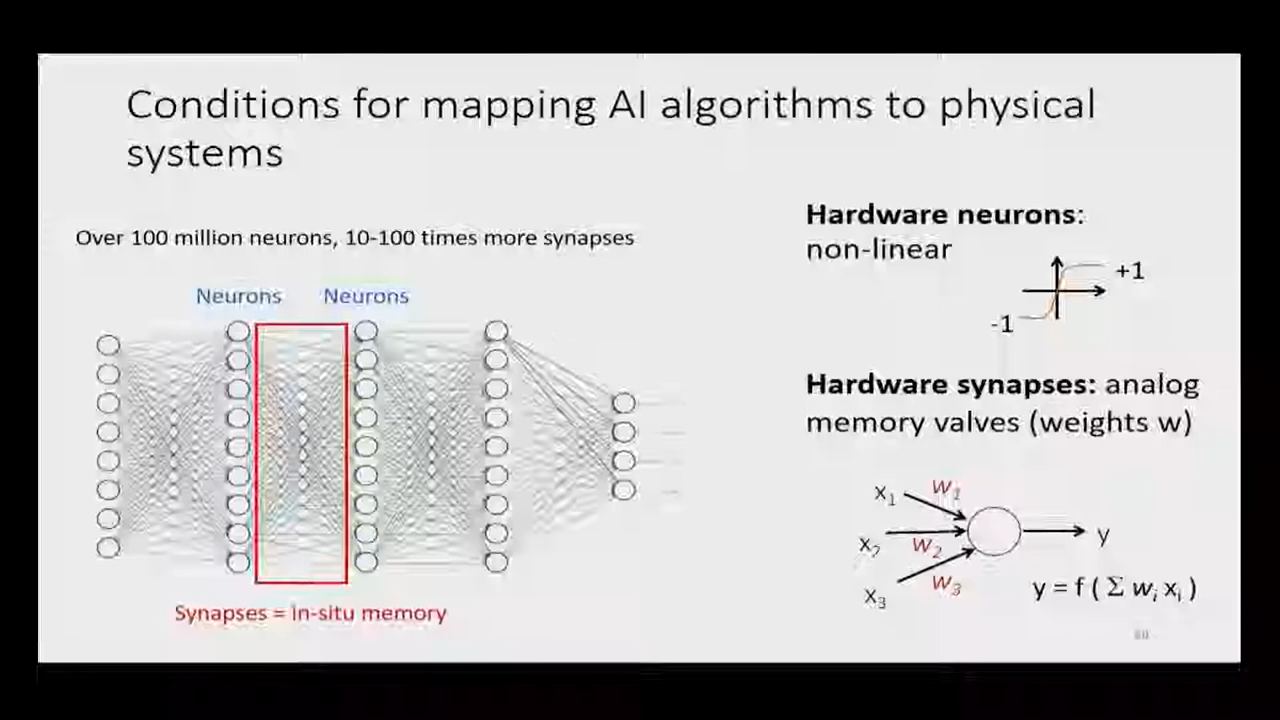 Conditions for mapping AI algorithms to physical
systems
Over 100 million neurons, 10-100 times more synapses
Neurons Neurons
Synapses = in-situ memory
Hardware neurons:
non-linear
+1
-1
Hardware synapses: analog
memory valves (weights w)
x1 w1
x2 w2
x3 w3
y
y = f ( Σ wi xi )